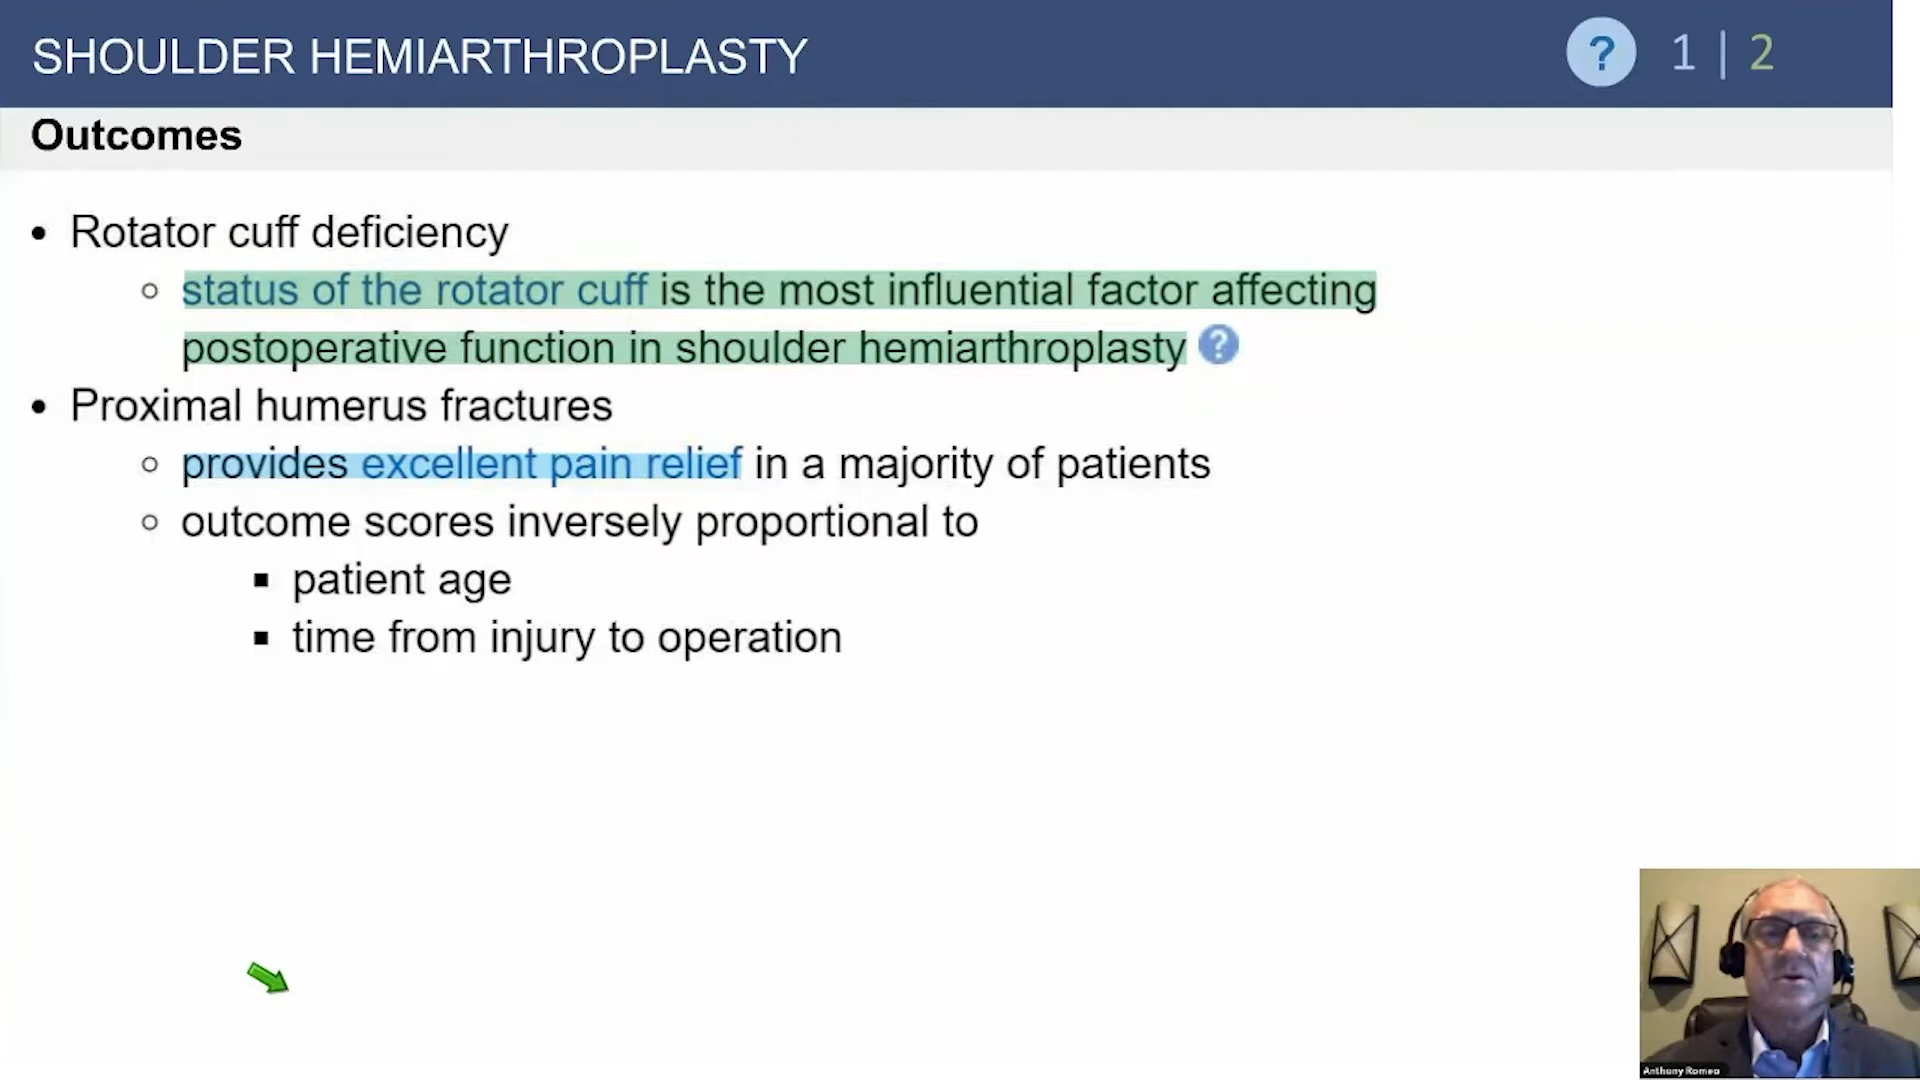 SHOULDER HEMIARTHROPLASTY
? 1 | 2
Outcomes
• Rotator cuff deficiency
○ status of the rotator cuff is the most influential factor affecting
postoperative function in shoulder hemiarthroplasty ?
• Proximal humerus fractures
○ provides excellent pain relief in a majority of patients
○ outcome scores inversely proportional to
▪ patient age
▪ time from injury to operation
Anthony Romeo